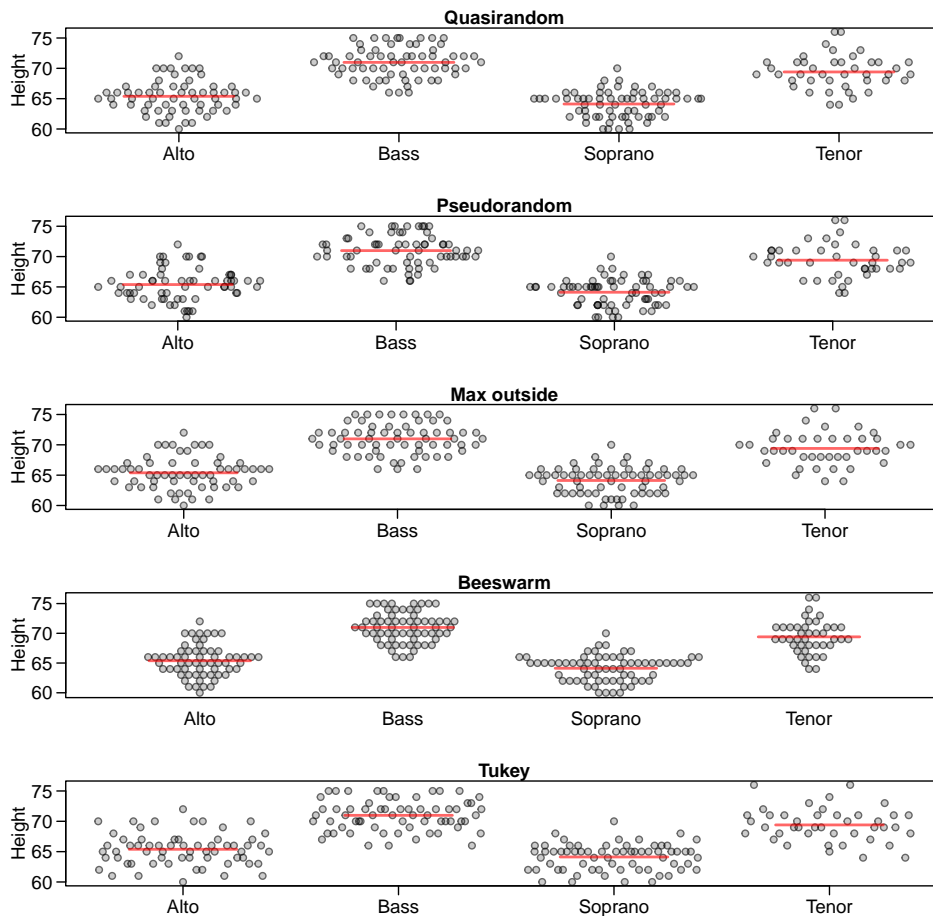 Quasirandom
Height
75
70
65
60
Alto Bass Soprano Tenor
Pseudorandom
Height
75
70
65
60
Alto Bass Soprano Tenor
Max outside
Height
75
70
65
60
Alto Bass Soprano Tenor
Beeswarm
Height
75
70
65
60
Alto Bass Soprano Tenor
Tukey
Height
75
70
65
60
Alto Bass Soprano Tenor